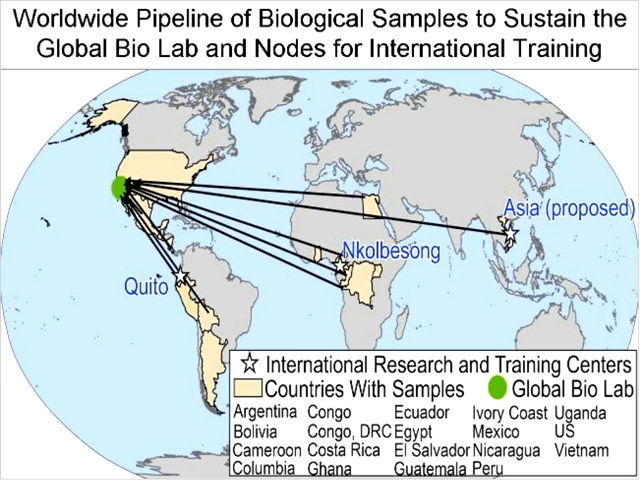 Worldwide Pipeline of Biological Samples to Sustain the
Global Bio Lab and Nodes for International Training
Asia (proposed)
Nkolbesong
Quito
International Research and Training Centers
Countries With Samples Global Bio Lab
Argentina Congo Ecuador Ivory Coast Uganda
Bolivia Congo, DRC Egypt Mexico US
Cameroon Costa Rica El Salvador Nicaragua Vietnam
Columbia Ghana Guatemala Peru